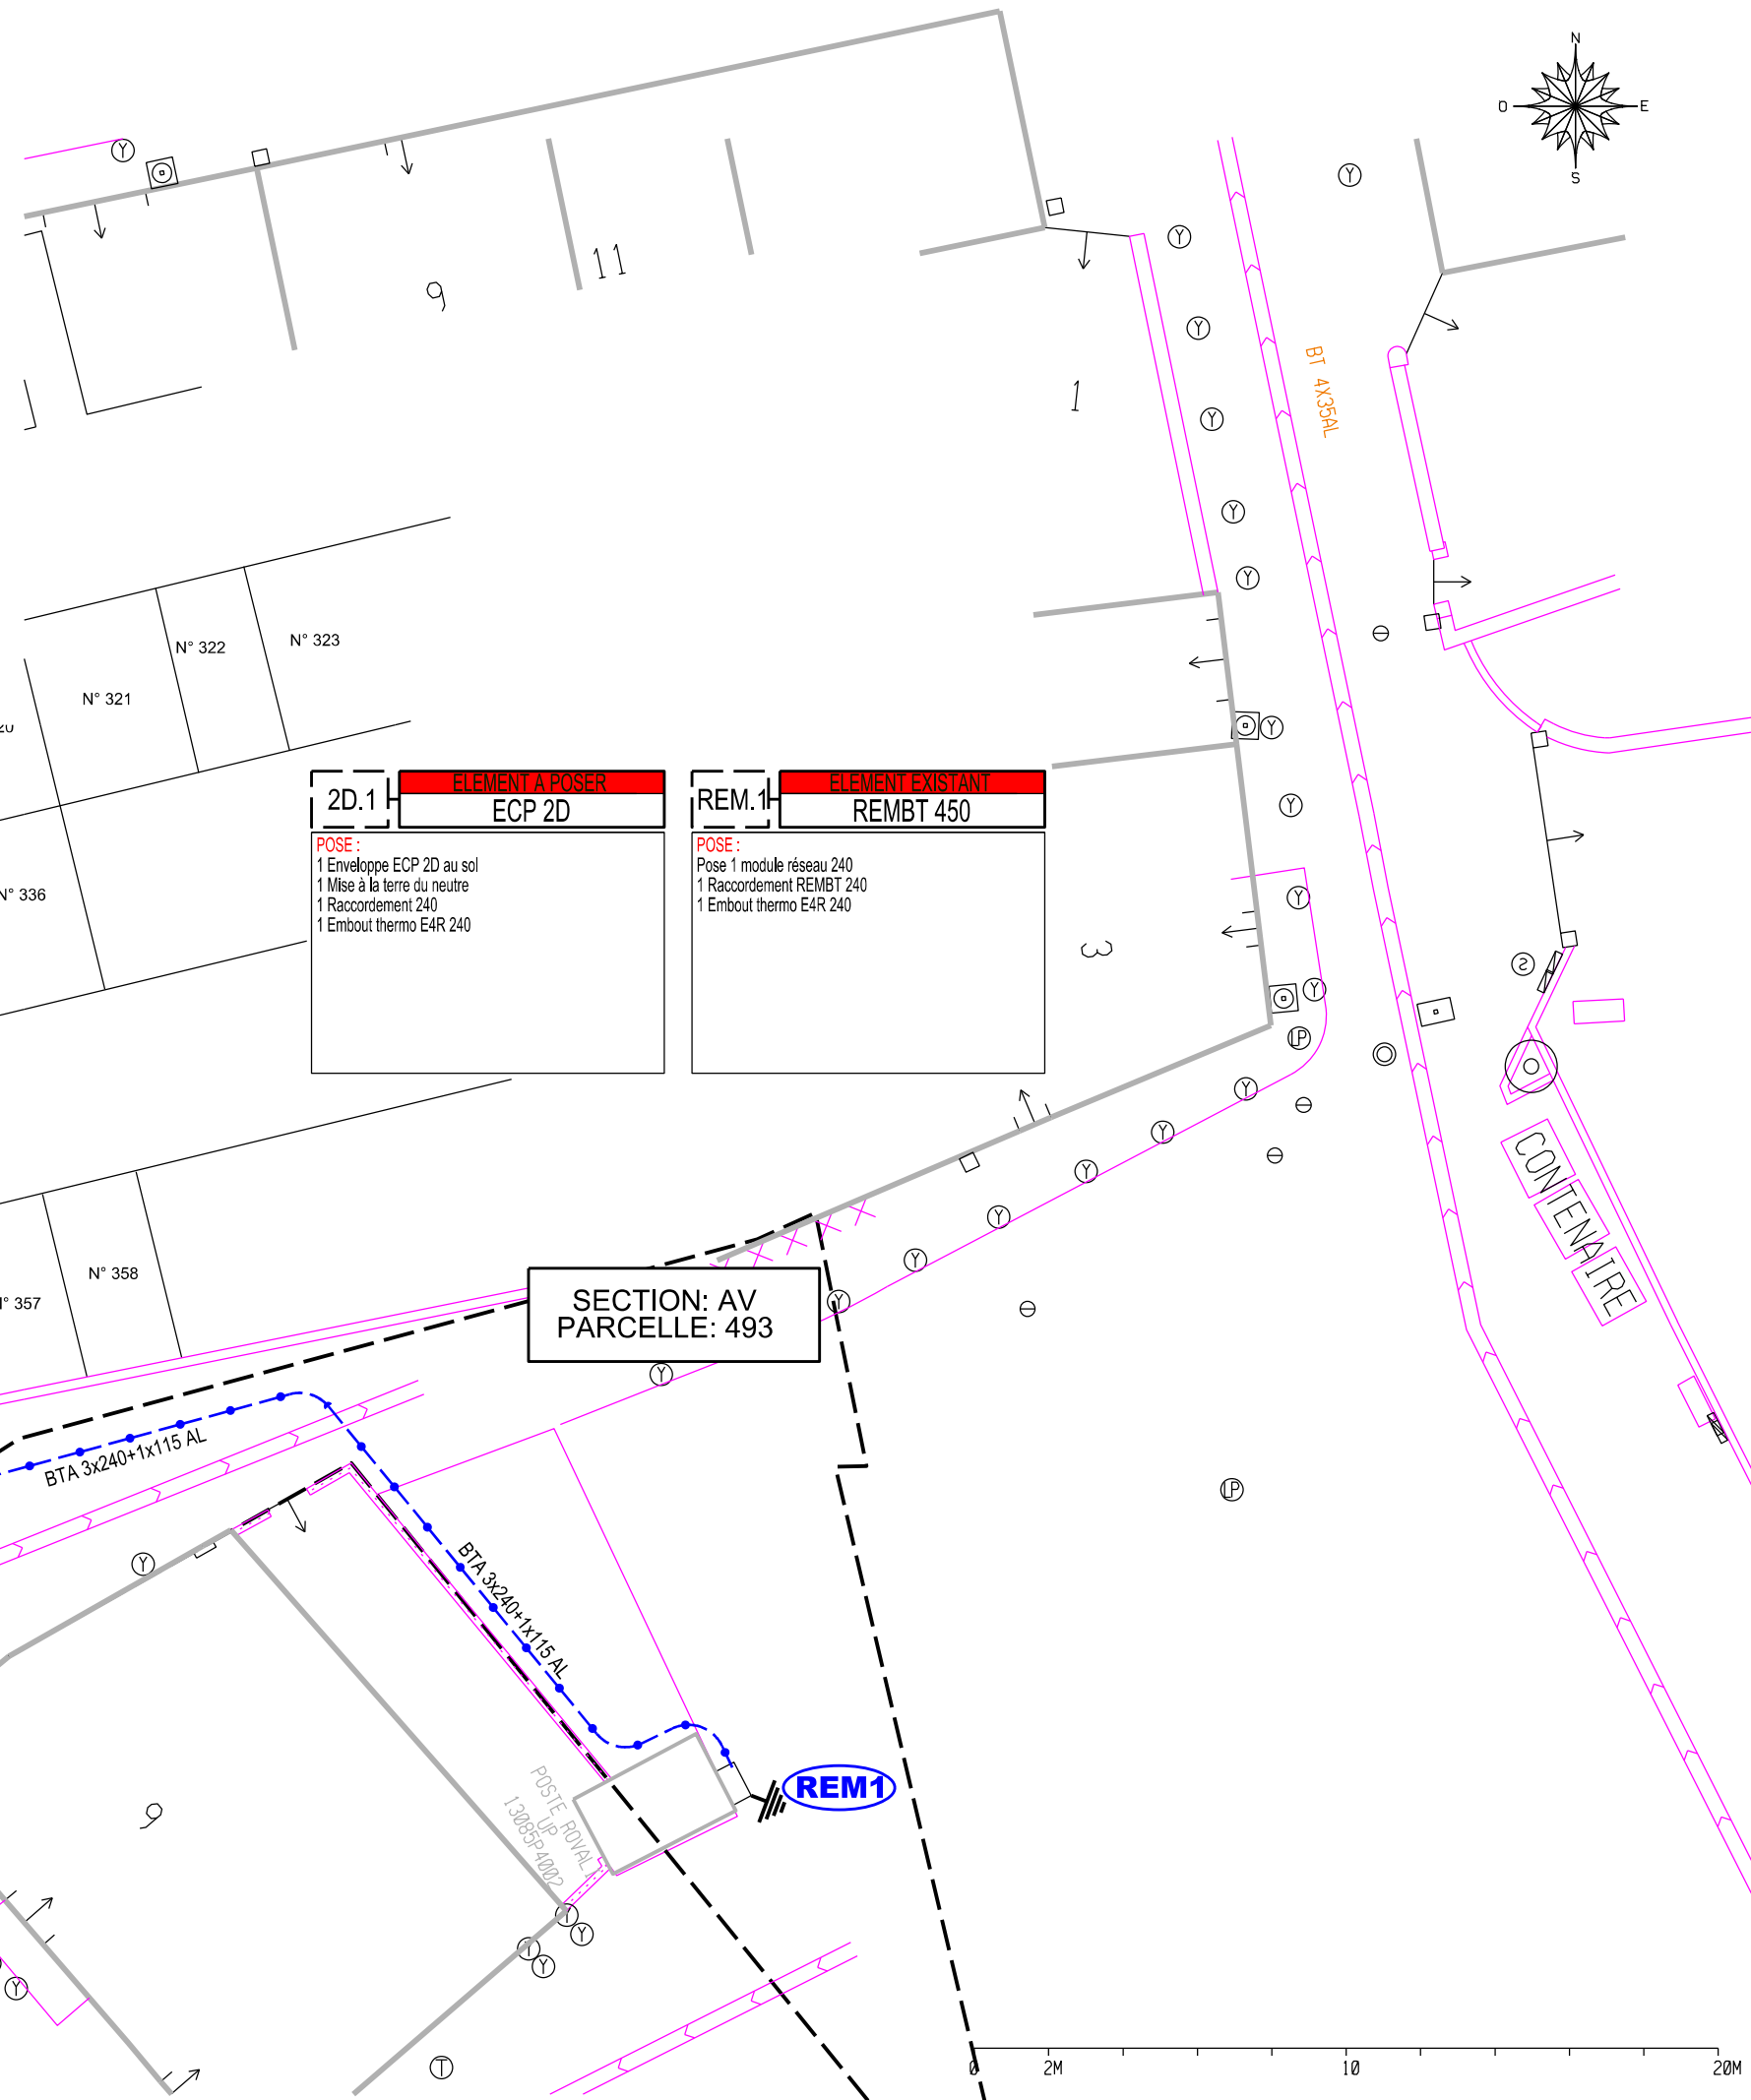 N
O
E
S
9
11
1
BT 4X35AL
N° 323
N° 322
N° 321
N° 336
2D.1
ELEMENT A POSER
ECP 2D
POSE :
1 Enveloppe ECP 2D au sol
1 Mise à la terre du neutre
1 Raccordement 240
1 Embout thermo E4R 240
REM.1
ELEMENT EXISTANT
REMBT 450
POSE :
Pose 1 module réseau 240
1 Raccordement REMBT 240
1 Embout thermo E4R 240
3
CONTENAIRE
N° 358
N° 357
SECTION: AV
PARCELLE: 493
BTA 3x240+1x115 AL
BTA 3x240+1x115 AL
REM1
UP
13085P4002
9
0
2M
10
20M